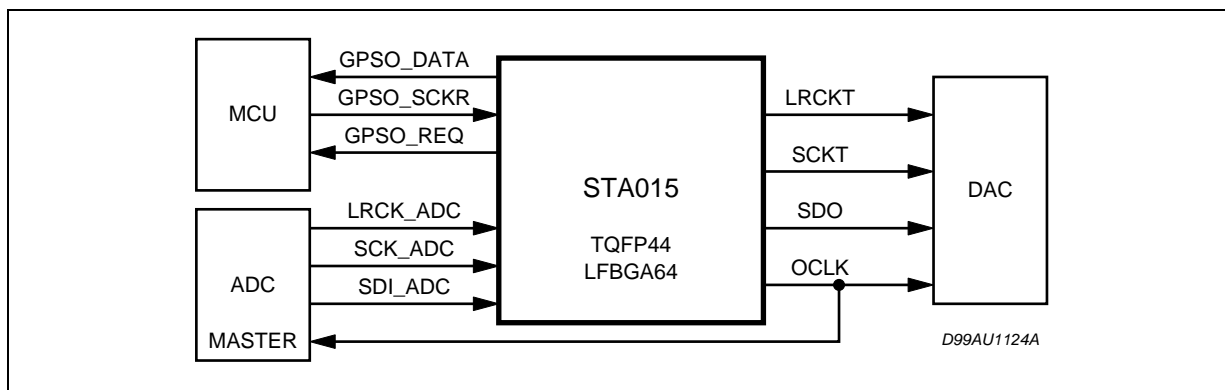 GPSO_DATA
GPSO_SCKR
GPSO_REQ
MCU
LRCK_ADC
SCK_ADC
SDI_ADC
ADC
MASTER
STA015
TQFP44
LFBGA64
LRCKT
SCKT
SDO
OCLK
DAC
D99AU1124A